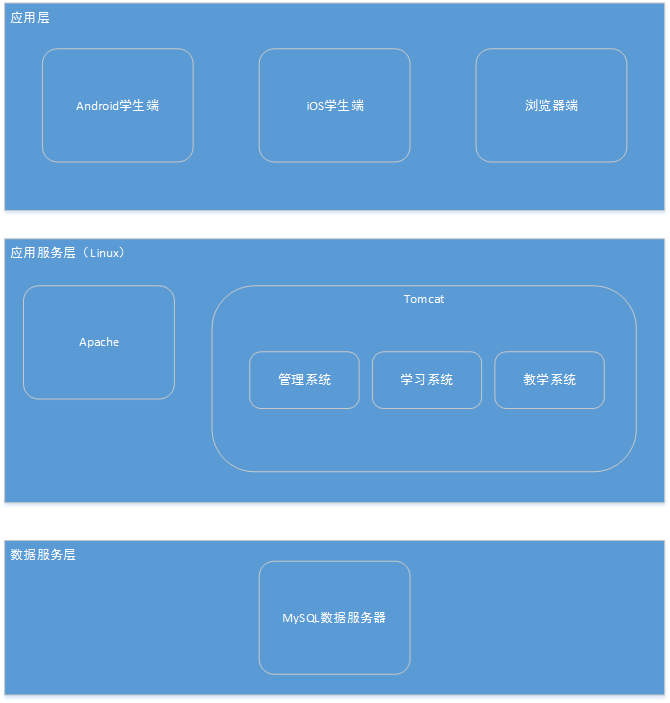 应用层
Android学生端
iOS学生端
浏览器端
应用服务层（Linux）
Apache
Tomcat
管理系统
学习系统
教学系统
数据服务层
MySQL数据服务器